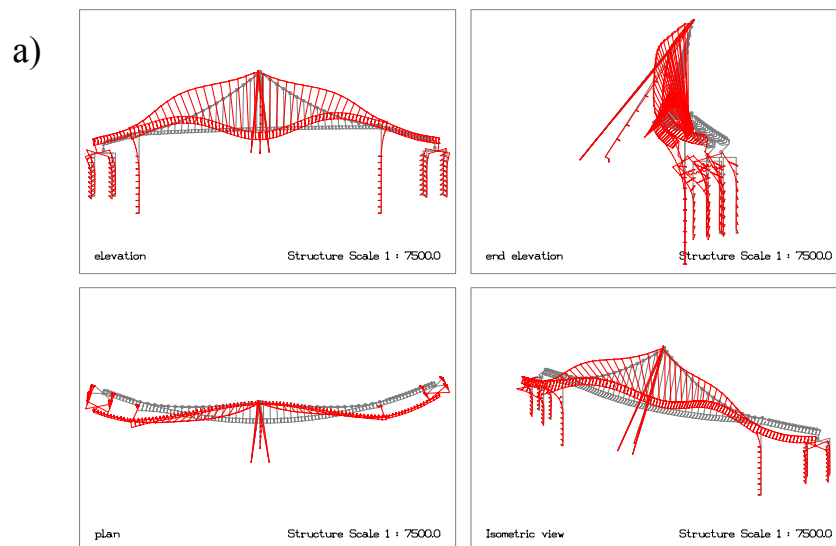 a)
elevation Structure Scale 1 : 7500.0
end elevation Structure Scale 1 : 7500.0
plan Structure Scale 1 : 7500.0
Isometric view Structure Scale 1 : 7500.0